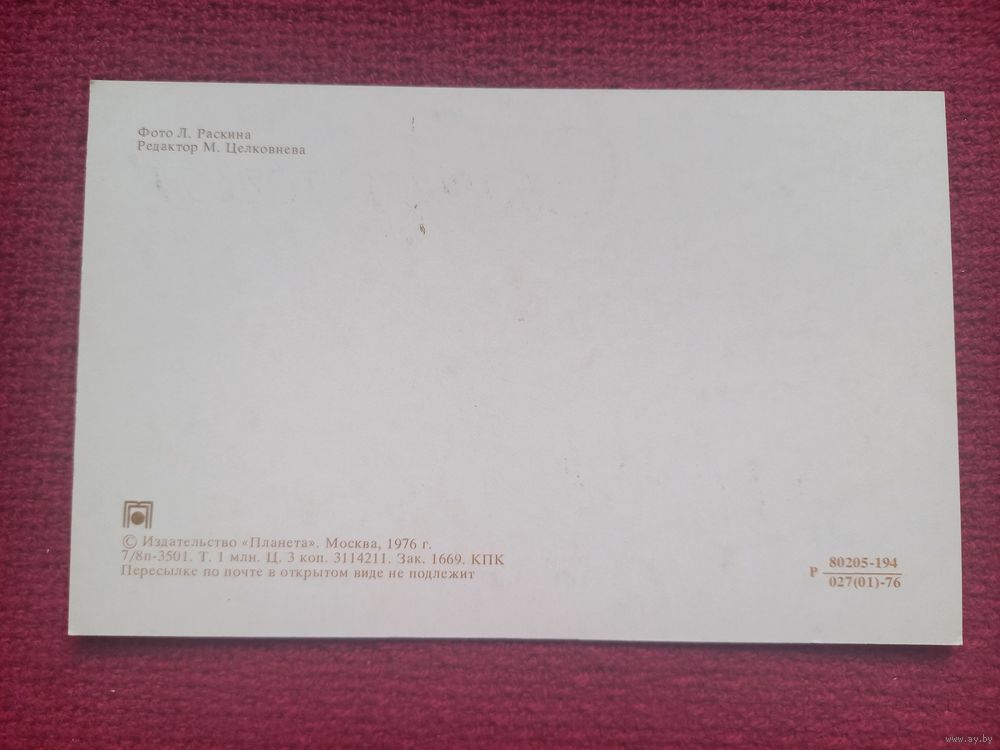 Фото Л. Раскина
Редактор М. Целковнева
© Издательство «Планета». Москва, 1976 г.
7/8п-3501. Т. 1 млн. Ц. 3 коп. 3114211. Зак. 1669. КПК
Пересылке по почте в открытом виде не подлежит
Р 80205-194
027(01)-76
www.ay.by